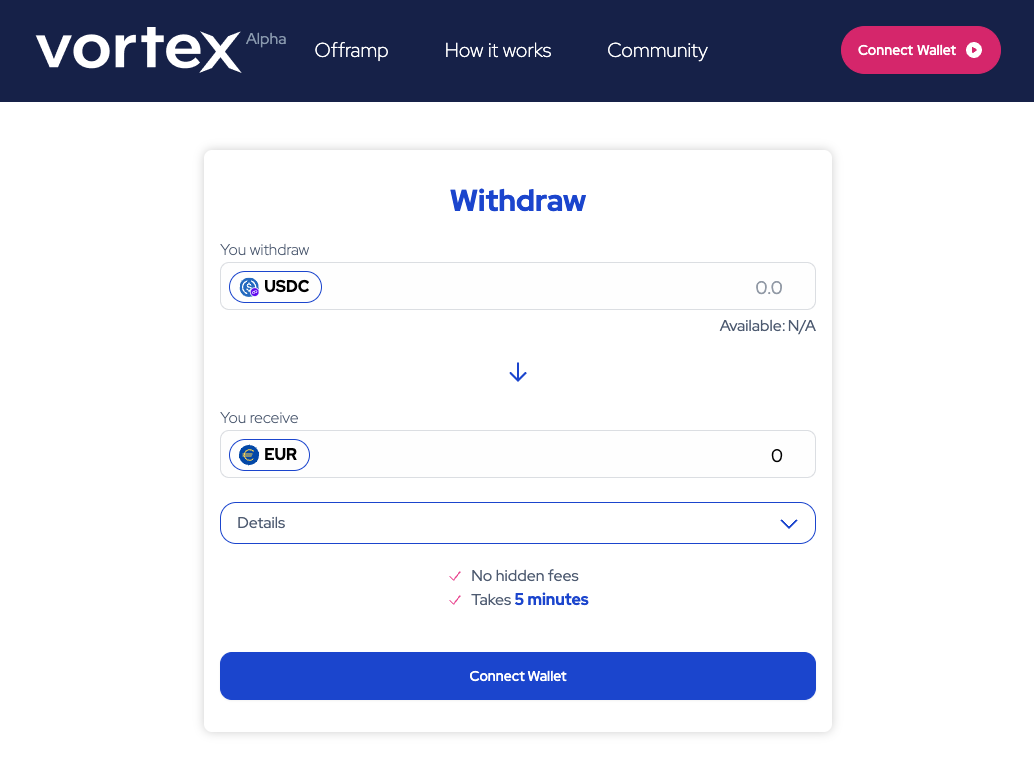 vortex Alpha Offramp How it works Community Connect Wallet
Withdraw
You withdraw
USDC 0.0
Available: N/A
You receive
EUR 0
Details
No hidden fees
Takes 5 minutes
Connect Wallet